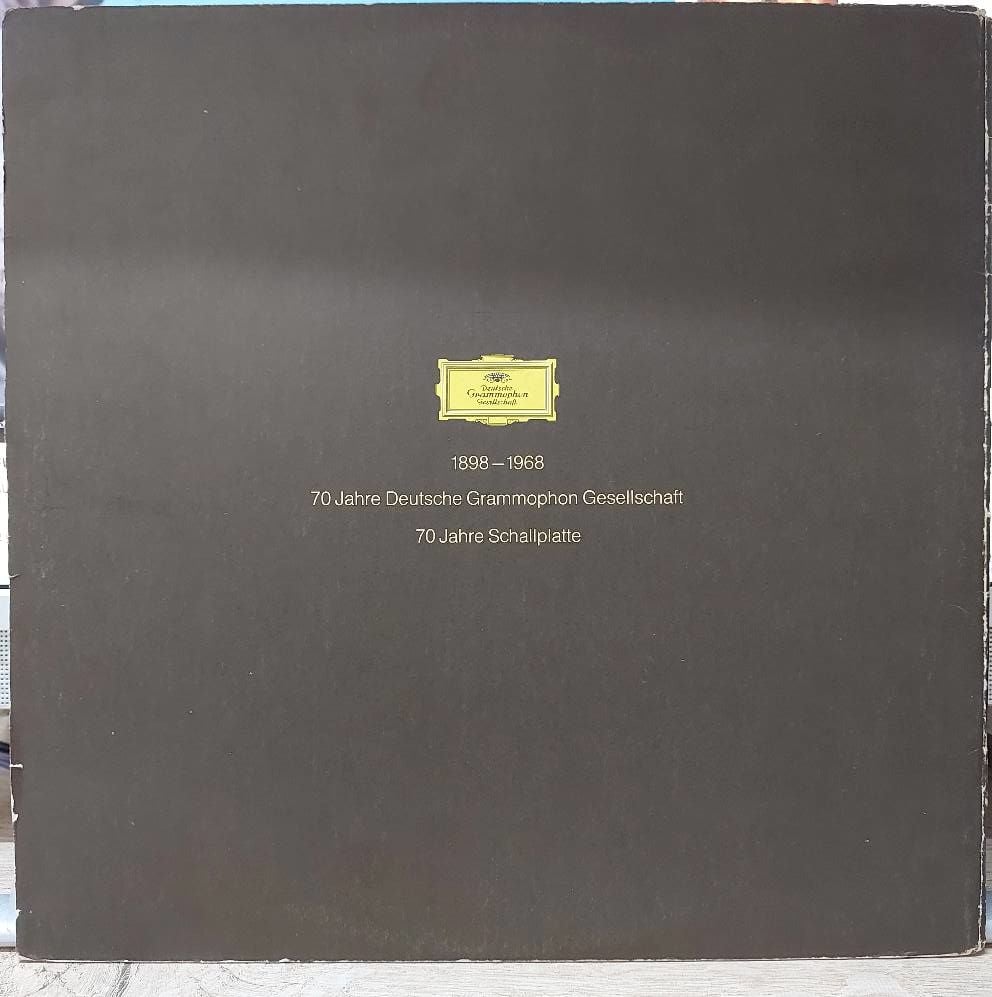 Deutsche
Grammophon
Gesellschaft
1898–1968
70 Jahre Deutsche Grammophon Gesellschaft
70 Jahre Schallplatte